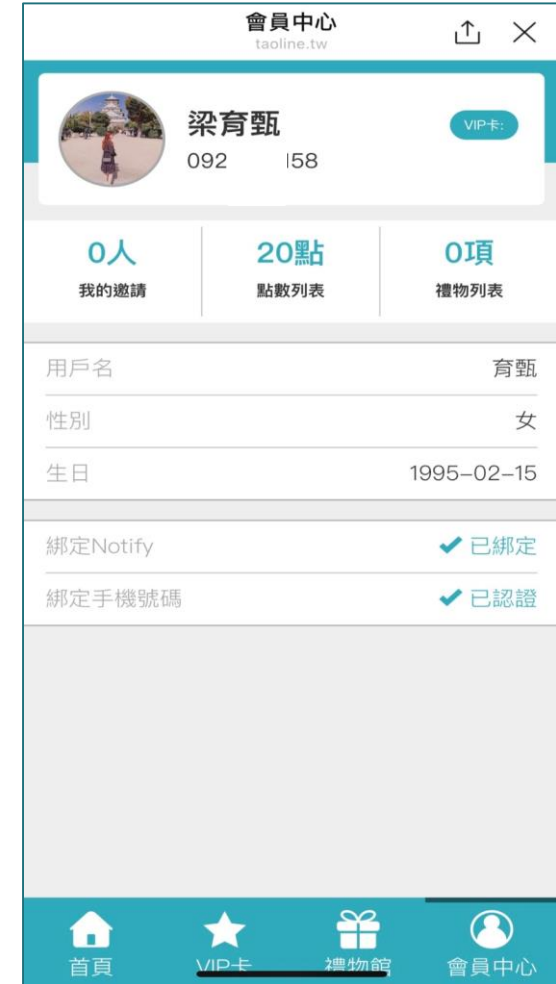 會員中心
taoline.tw
梁育甄
VIP卡:
092 158
0人
20點
0項
我的邀請
點數列表
禮物列表
用戶名 育甄
性別 女
生日 1995-02-15
綁定Notify ✔ 已綁定
綁定手機號碼 ✔ 已認證
首頁 VIP卡 禮物館 會員中心